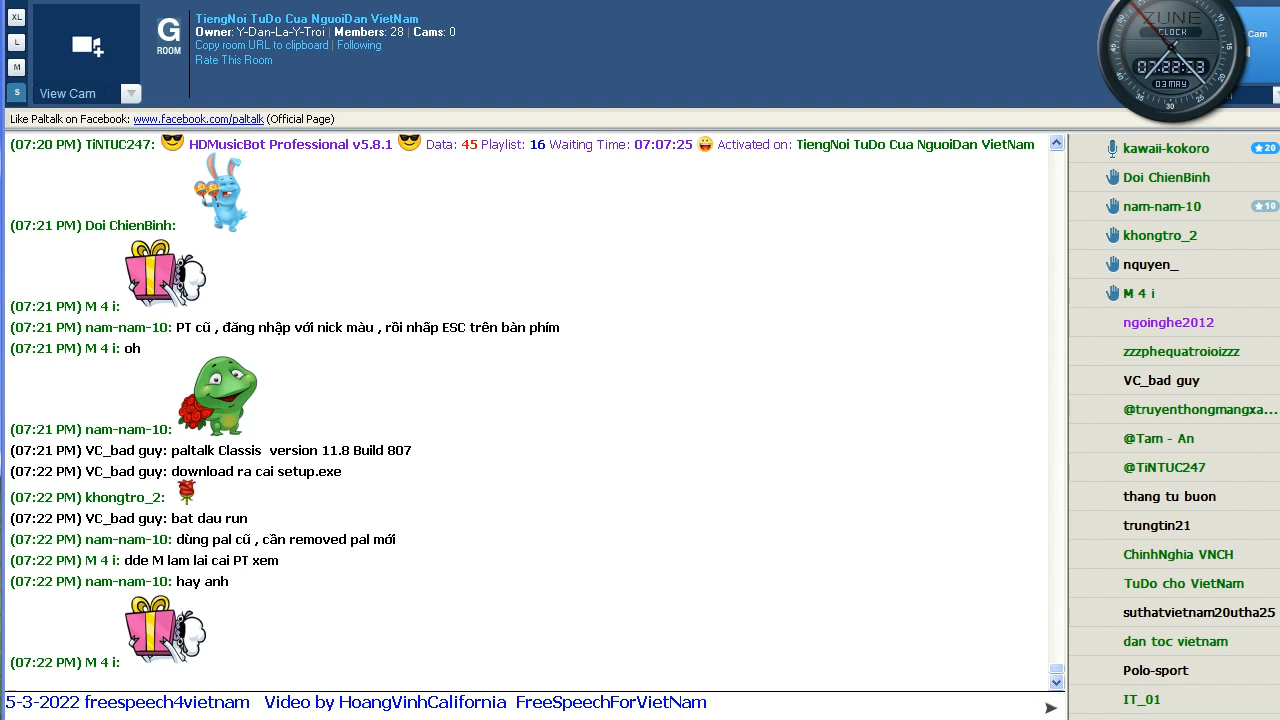 XL
L
M
S
View Cam
G
ROOM
TiengNoi TuDo Cua NguoiDan VietNam
Owner: Y-Dan-La-Y-Troi | Members: 28 | Cams: 0
Copy room URL to clipboard | Following
Rate This Room
ZUNE
CLOCK
07:22:53
03 MAY
Cam
Like Paltalk on Facebook: www.facebook.com/paltalk (Official Page)
(07:20 PM) TiNTUC247: HDMusicBot Professional v5.8.1 Data: 45 Playlist: 16 Waiting Time: 07:07:25 Activated on: TiengNoi TuDo Cua NguoiDan VietNam
(07:21 PM) Doi ChienBinh:
(07:21 PM) M 4 i:
(07:21 PM) nam-nam-10: PT cũ , đăng nhập với nick màu , rồi nhấp ESC trên bàn phím
(07:21 PM) M 4 i: oh
(07:21 PM) nam-nam-10:
(07:21 PM) VC_bad guy: paltalk Classis version 11.8 Build 807
(07:22 PM) VC_bad guy: download ra cai setup.exe
(07:22 PM) khongtro_2:
(07:22 PM) VC_bad guy: bat dau run
(07:22 PM) nam-nam-10: dùng pal cũ , cần removed pal mới
(07:22 PM) M 4 i: dde M lam lai cai PT xem
(07:22 PM) nam-nam-10: hay anh
(07:22 PM) M 4 i:
kawaii-kokoro 20
Doi ChienBinh
nam-nam-10 10
khongtro_2
nquyen_
M 4 i
ngoinghe2012
zzzphequatroioizzz
VC_bad guy
@truyenthongmangxa...
@Tam - An
@TiNTUC247
thang tu buon
trungtin21
ChinhNghia VNCH
TuDo cho VietNam
suthatvietnam20utha25
dan toc vietnam
Polo-sport
IT_01
5-3-2022 freespeech4vietnam Video by HoangVinhCalifornia FreeSpeechForVietNam